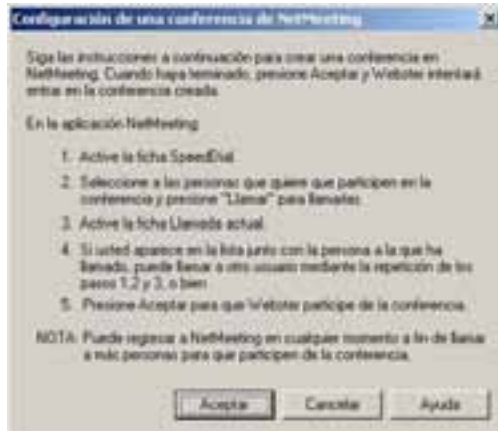 Configuración de una conferencia de NetMeeting
Siga las instrucciones a continuación para crear una conferencia en
NetMeeting. Cuando haya terminado, presione Aceptar y Webster intentará
entrar en la conferencia creada.
En la aplicación NetMeeting:
1. Active la ficha SpeedDial.
2. Seleccione a las personas que quiere que participen en la
conferencia y presione "Llamar" para llamarlas.
3. Active la ficha Llamada actual.
4. Si usted aparece en la lista junto con la persona a la que ha
llamado, puede llamar a otro usuario mediante la repetición de los
pasos 1,2 y 3, o bien
5. Presione Aceptar para que Webster participe de la conferencia.
NOTA: Puede regresar a NetMeeting en cualquier momento a fin de llamar
a más personas para que participen de la conferencia.
Aceptar Cancelar Ayuda